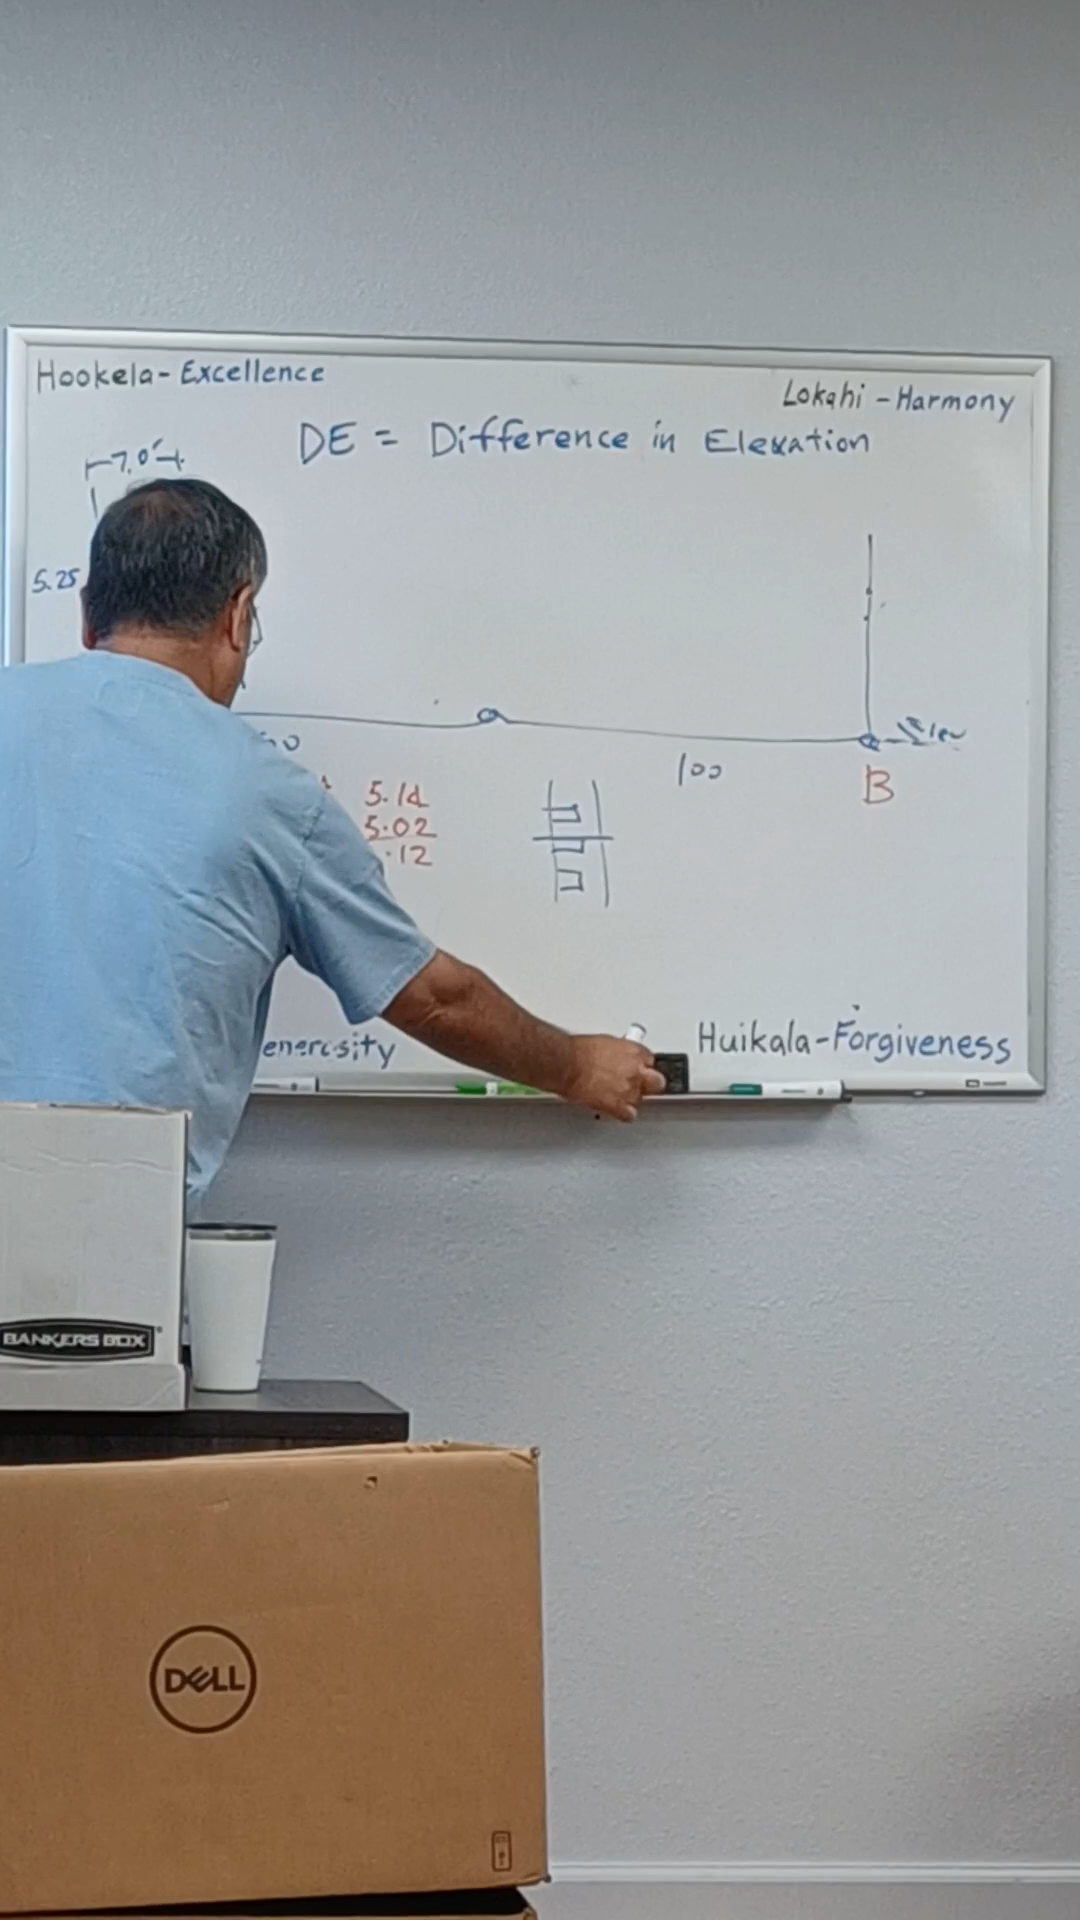 Hookela - Excellence
Lokahi - Harmony
DE = Difference in Elevation
7.0'
5.25
100
B
5.14
5.02
.12
enerosity
Huikala - Forgiveness
BANKERS BOX
DELL